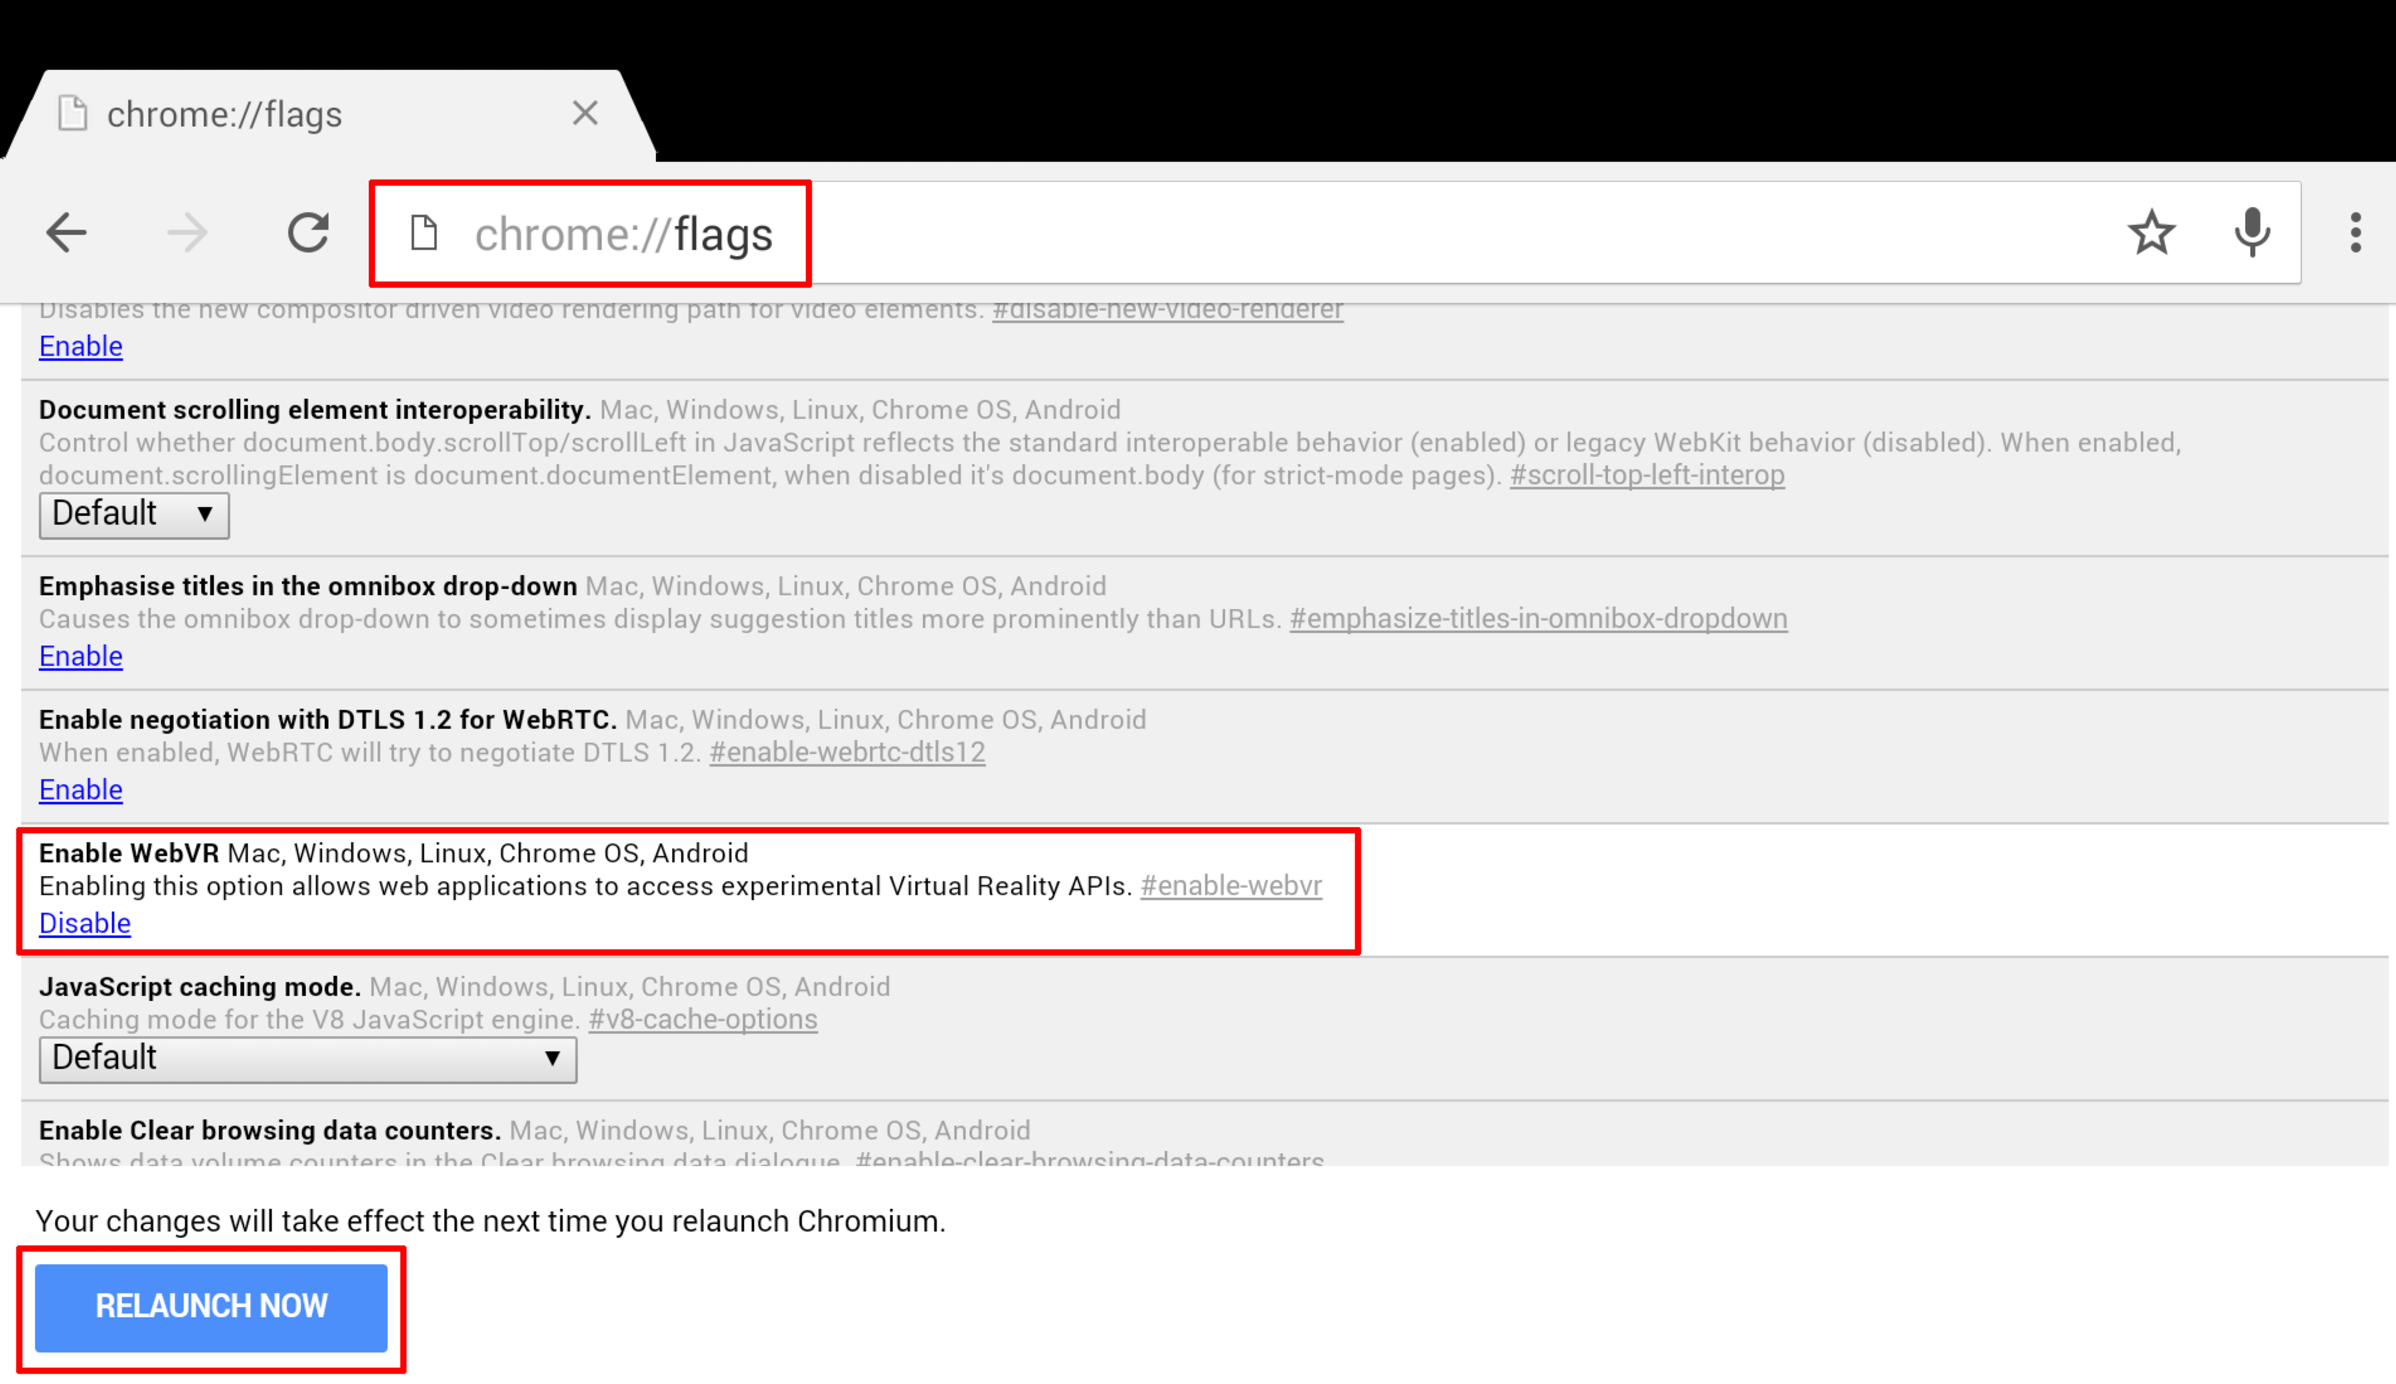 chrome://flags
chrome://flags
Disables the new compositor driven video rendering path for video elements. #disable-new-video-renderer
Enable
Document scrolling element interoperability. Mac, Windows, Linux, Chrome OS, Android
Control whether document.body.scrollTop/scrollLeft in JavaScript reflects the standard interoperable behavior (enabled) or legacy WebKit behavior (disabled). When enabled,
document.scrollingElement is document.documentElement, when disabled it's document.body (for strict-mode pages). #scroll-top-left-interop
Default
Emphasise titles in the omnibox drop-down Mac, Windows, Linux, Chrome OS, Android
Causes the omnibox drop-down to sometimes display suggestion titles more prominently than URLs. #emphasize-titles-in-omnibox-dropdown
Enable
Enable negotiation with DTLS 1.2 for WebRTC. Mac, Windows, Linux, Chrome OS, Android
When enabled, WebRTC will try to negotiate DTLS 1.2. #enable-webrtc-dtls12
Enable
Enable WebVR Mac, Windows, Linux, Chrome OS, Android
Enabling this option allows web applications to access experimental Virtual Reality APIs. #enable-webvr
Disable
JavaScript caching mode. Mac, Windows, Linux, Chrome OS, Android
Caching mode for the V8 JavaScript engine. #v8-cache-options
Default
Enable Clear browsing data counters. Mac, Windows, Linux, Chrome OS, Android
Shows data volume counters in the Clear browsing data dialogue. #enable-clear-browsing-data-counters
Your changes will take effect the next time you relaunch Chromium.
RELAUNCH NOW